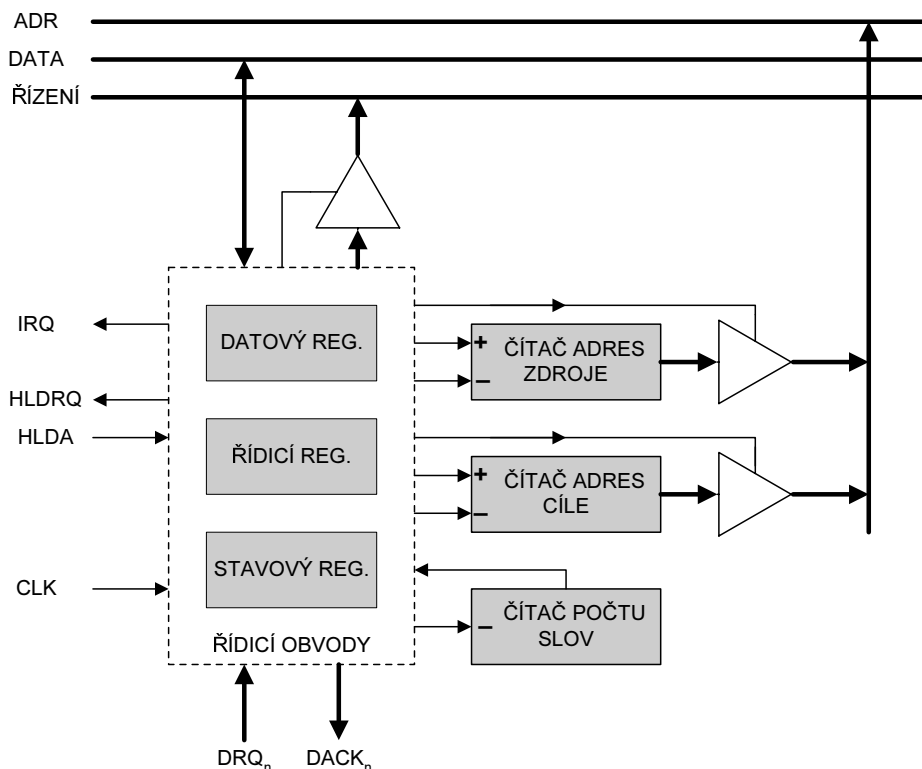 ADR
DATA
ŘÍZENÍ
IRQ
HLDRQ
HLDA
CLK
DATOVÝ REG.
ŘÍDICÍ REG.
STAVOVÝ REG.
ŘÍDICÍ OBVODY
+
−
ČÍTAČ ADRES
ZDROJE
+
−
ČÍTAČ ADRES
CÍLE
−
ČÍTAČ POČTU
SLOV
DRQn
DACKn